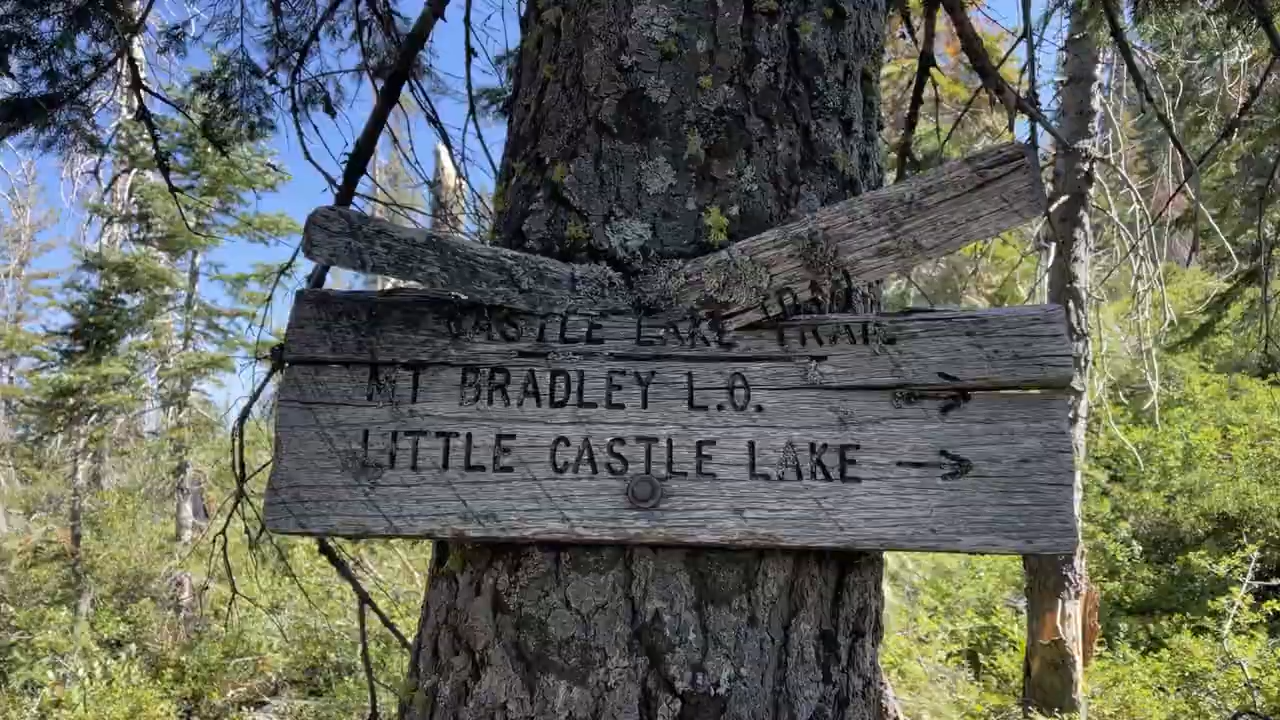 CASTLE LAKE TRAIL
MT BRADLEY L.O. →
LITTLE CASTLE LAKE →